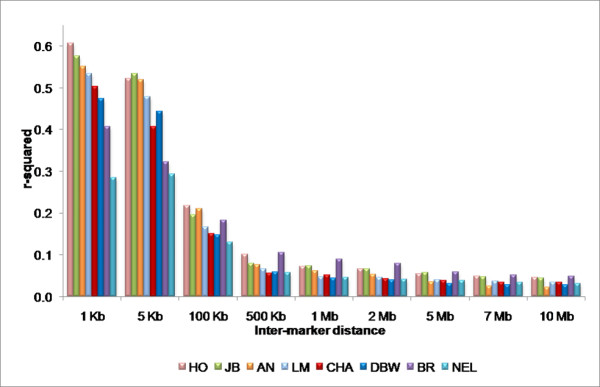 r-squared
0.6
0.5
0.4
0.3
0.2
0.1
0.0
1 Kb 5 Kb 100 Kb 500 Kb 1 Mb 2 Mb 5 Mb 7 Mb 10 Mb
Inter-marker distance
HO JB AN LM CHA DBW BR NEL